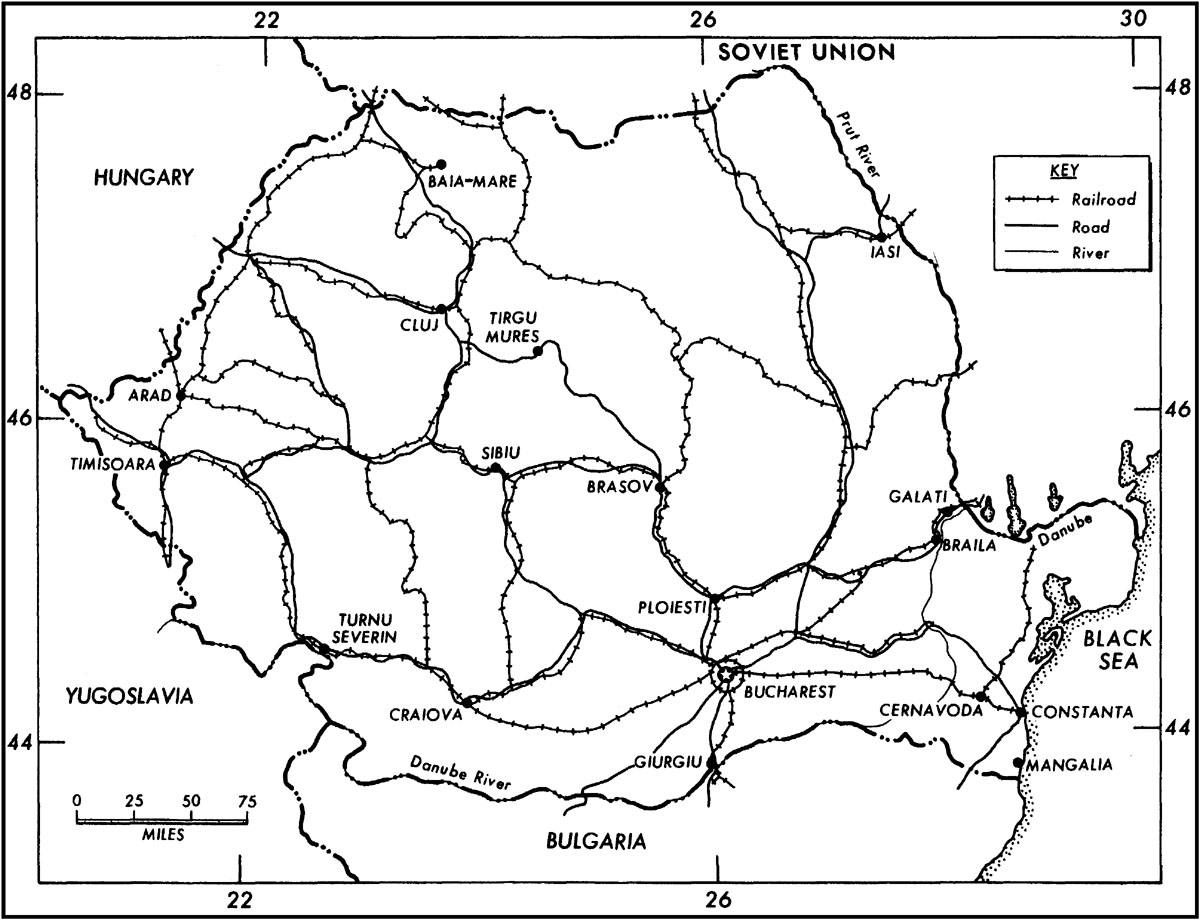 22
26
30
SOVIET UNION
48
48
Prut River
HUNGARY
KEY
Railroad
Road
River
BAIA-MARE
IASI
CLUJ
TIRGU
MURES
ARAD
46
46
TIMISOARA
SIBIU
BRASOV
GALATI
BRAILA
Danube
PLOIESTI
TURNU
SEVERIN
BLACK
SEA
YUGOSLAVIA
BUCHAREST
CRAIOVA
CERNAVODA
CONSTANTA
44
44
GIURGIU
MANGALIA
Danube River
0 25 50 75
MILES
BULGARIA
22
26